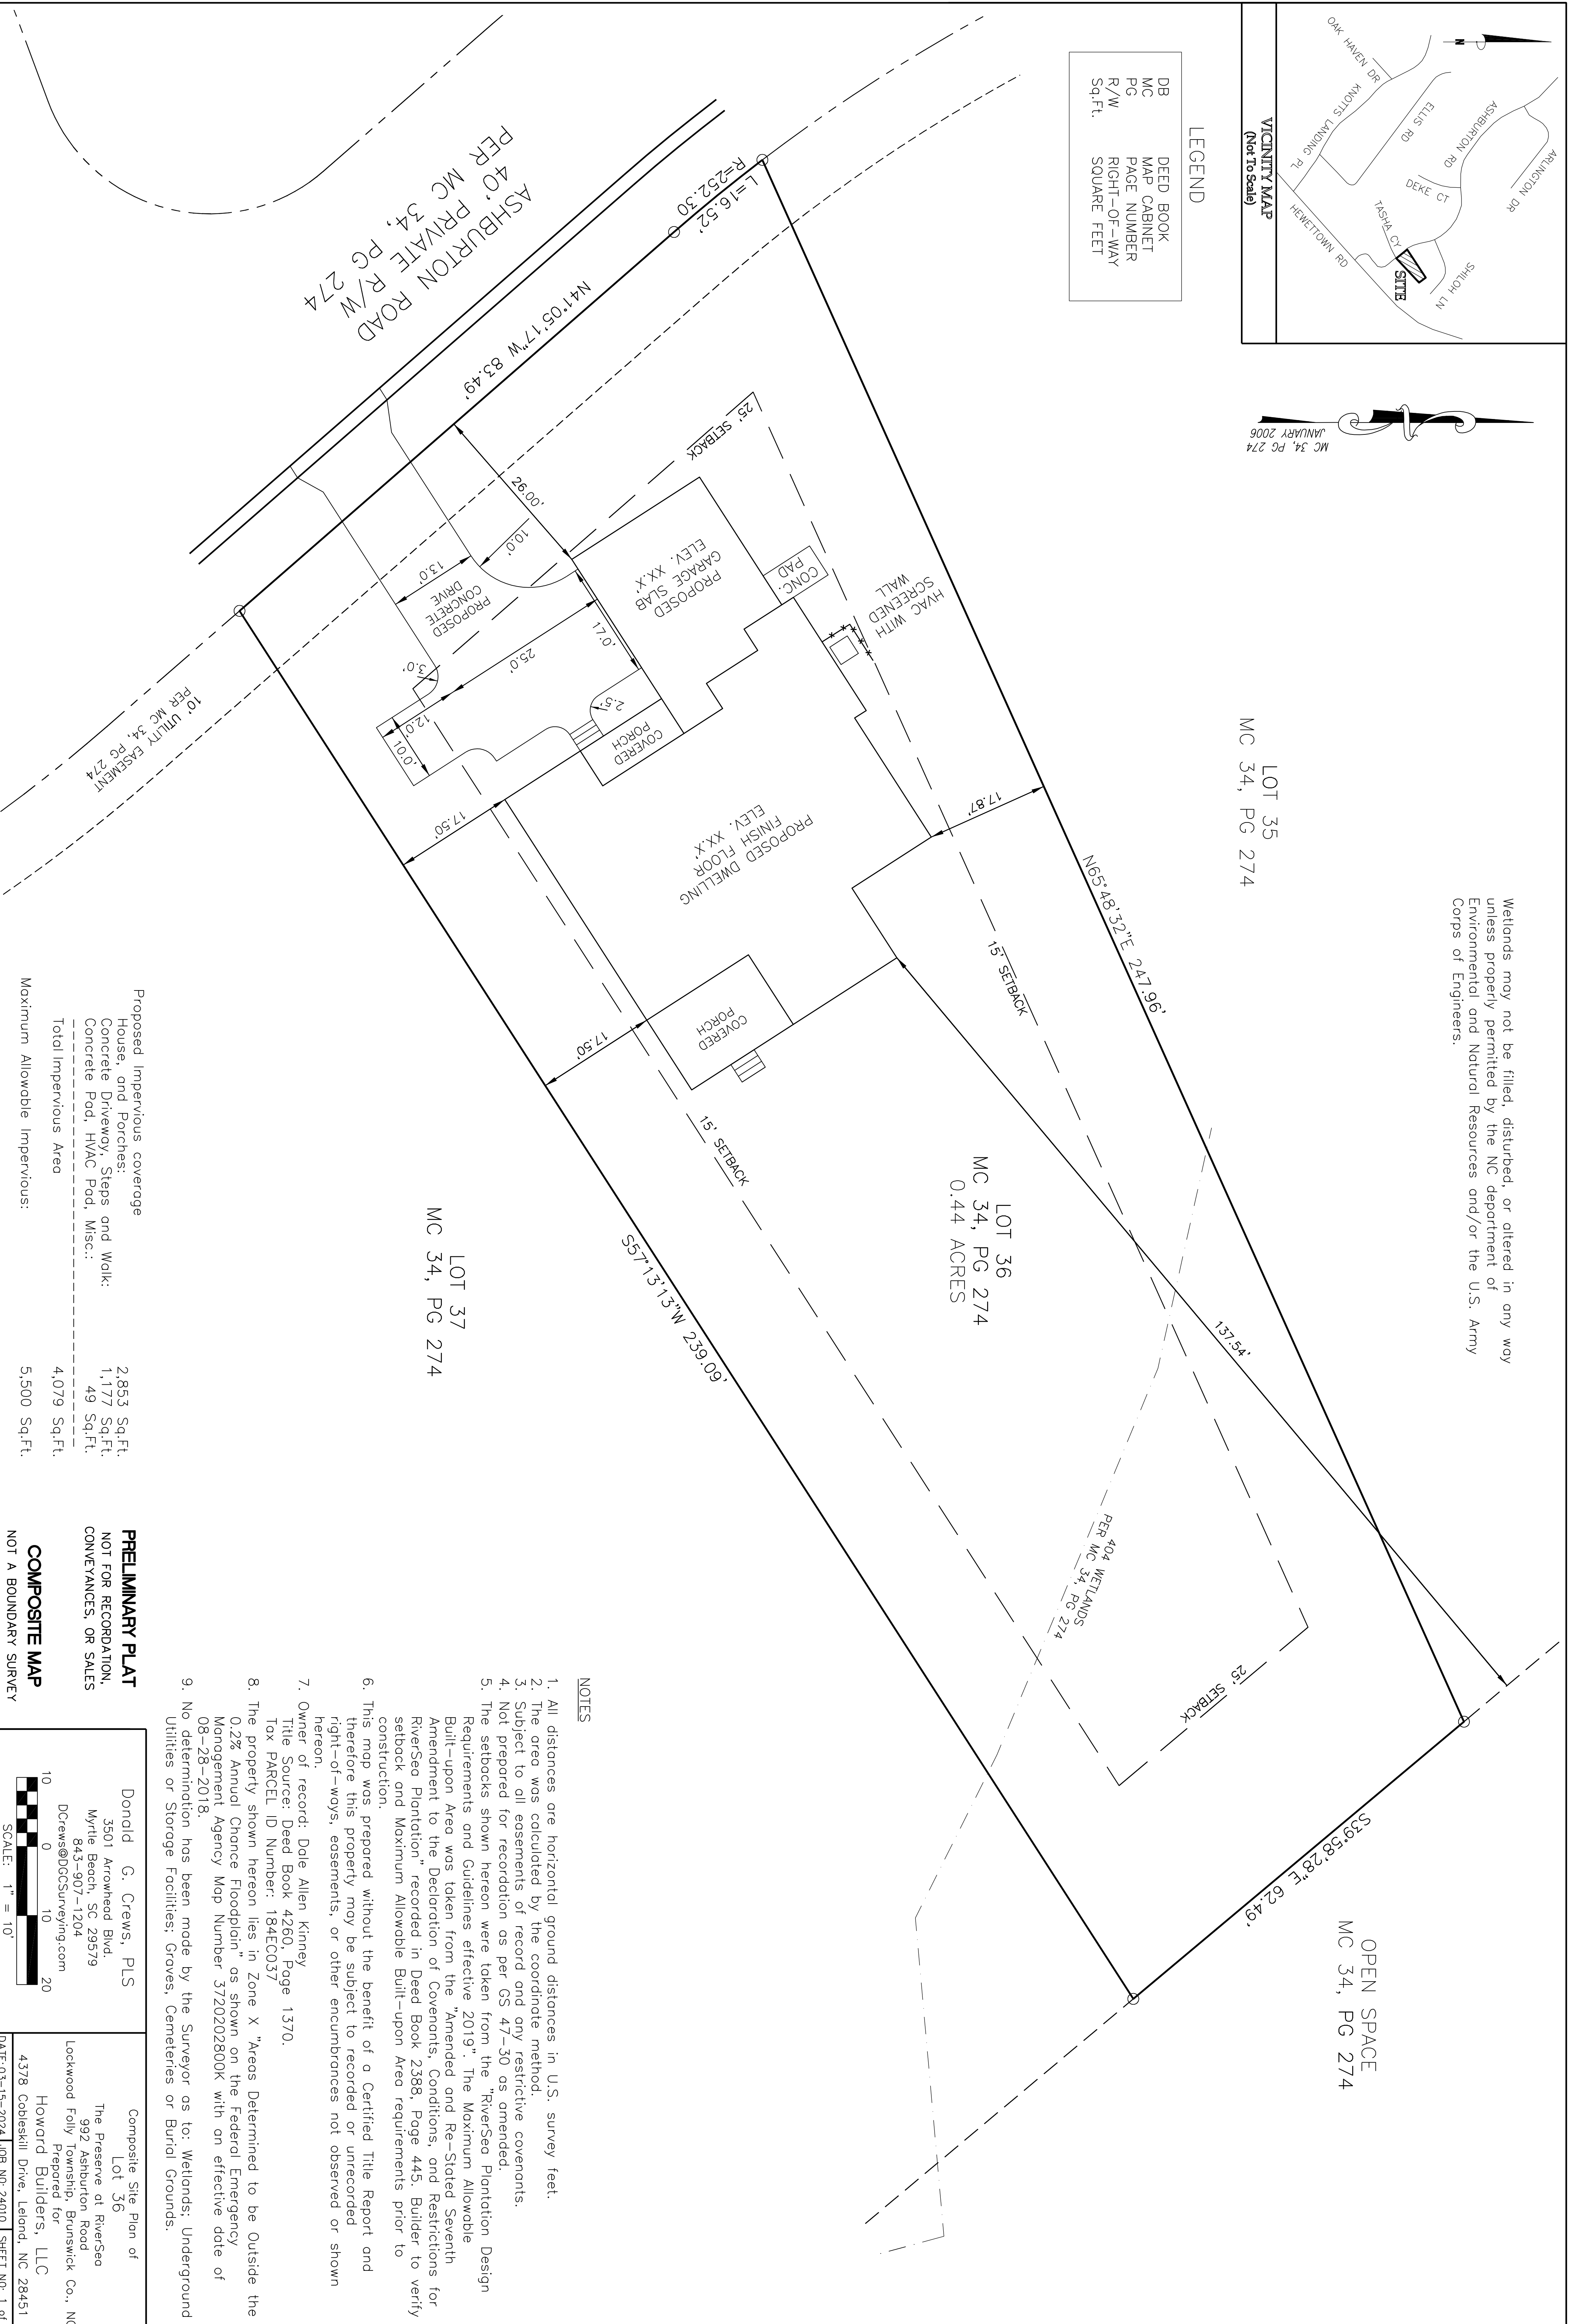 OAK HAVEN DR
KNOTTS LANDING PL
ELLIS RD
ASHBURTON RD
ARLINGTON DR
DEKE CT
TASHA CY
HEWETTOWN RD
SHILOH LN
SITE
N
VICINITY MAP
(Not To Scale)
MC 34, PG 274
JANUARY 2006
LEGEND
DB DEED BOOK
MC MAP CABINET
PG PAGE NUMBER
R/W RIGHT-OF-WAY
Sq.Ft. SQUARE FEET
Wetlands may not be filled, disturbed, or altered in any way
unless properly permitted by the NC department of
Environmental and Natural Resources and/or the U.S. Army
Corps of Engineers.
LOT 35
MC 34, PG 274
N65°48'32"E 247.96'
L=16.52'
R=252.30
N41°05'17"W 83.49'
ASHBURTON ROAD
40' PRIVATE R/W
PER MC 34, PG 274
25' SETBACK
26.00'
10.0'
13.0'
PROPOSED
CONCRETE
DRIVE
PROPOSED
GARAGE SLAB
ELEV. XX.X'
CONC.
PAD
HVAC WITH
SCREENED
WALL
17.0'
25.0'
3.0'
12.0'
10.0'
2.5'
COVERED
PORCH
17.87'
PROPOSED DWELLING
FINISH FLOOR
ELEV. XX.X'
17.50'
10' UTILITY EASEMENT
PER MC 34, PG 274
15' SETBACK
COVERED
PORCH
17.50'
15' SETBACK
LOT 36
MC 34, PG 274
0.44 ACRES
137.54'
S57°13'13"W 239.09'
LOT 37
MC 34, PG 274
404 WETLANDS
PER MC 34, PG 274
25' SETBACK
S39°58'28"E 62.49'
OPEN SPACE
MC 34, PG 274
Proposed Impervious coverage
House, and Porches: 2,853 Sq.Ft.
Concrete Driveway, Steps and Walk: 1,177 Sq.Ft.
Concrete Pad, HVAC Pad, Misc.: 49 Sq.Ft.
Total Impervious Area 4,079 Sq.Ft.
Maximum Allowable Impervious: 5,500 Sq.Ft.
NOTES
1. All distances are horizontal ground distances in U.S. survey feet.
2. The area was calculated by the coordinate method.
3. Subject to all easements of record and any restrictive covenants.
4. Not prepared for recordation as per GS 47-30 as amended.
5. The setbacks shown hereon were taken from the "RiverSea Plantation Design
Requirements and Guidelines effective 2019". The Maximum Allowable
Built-upon Area was taken from the "Amended and Re-Stated Seventh
Amendment to the Declaration of Covenants, Conditions, and Restrictions for
RiverSea Plantation" recorded in Deed Book 2388, Page 445. Builder to verify
setback and Maximum Allowable Built-upon Area requirements prior to
construction.
6. This map was prepared without the benefit of a Certified Title Report and
therefore this property may be subject to recorded or unrecorded
right-of-ways, easements, or other encumbrances not observed or shown
hereon.
7. Owner of record: Dale Allen Kinney
Title Source: Deed Book 4260, Page 1370.
Tax PARCEL ID Number: 184EC037
8. The property shown hereon lies in Zone X "Areas Determined to be Outside the
0.2% Annual Chance Floodplain" as shown on the Federal Emergency
Management Agency Map Number 3720202800K with an effective date of
08-28-2018.
9. No determination has been made by the Surveyor as to: Wetlands; Underground
Utilities or Storage Facilities; Graves, Cemeteries or Burial Grounds.
PRELIMINARY PLAT
NOT FOR RECORDATION,
CONVEYANCES, OR SALES
COMPOSITE MAP
NOT A BOUNDARY SURVEY
Donald G. Crews, PLS
3501 Arrowhead Blvd.
Myrtle Beach, SC 29579
843-907-1204
DCrews@DGCSurveying.com
10 0 10 20
SCALE: 1" = 10'
Composite Site Plan of
Lot 36
The Preserve at RiverSea
992 Ashburton Road
Lockwood Folly Township, Brunswick Co., NC
Prepared for
Howard Builders, LLC
4378 Cobleskill Drive, Leland, NC 28451
DATE: 03-15-2024 JOB NO: 24010 SHEET NO: 1 of